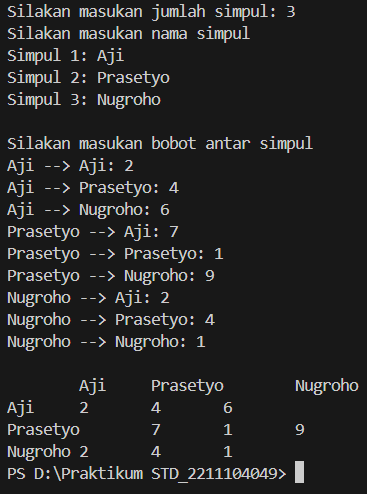 Silakan masukan jumlah simpul: 3
Silakan masukan nama simpul
Simpul 1: Aji
Simpul 2: Prasetyo
Simpul 3: Nugroho

Silakan masukan bobot antar simpul
Aji --> Aji: 2
Aji --> Prasetyo: 4
Aji --> Nugroho: 6
Prasetyo --> Aji: 7
Prasetyo --> Prasetyo: 1
Prasetyo --> Nugroho: 9
Nugroho --> Aji: 2
Nugroho --> Prasetyo: 4
Nugroho --> Nugroho: 1

        Aji     Prasetyo        Nugroho
Aji     2       4       6
Prasetyo        7       1       9
Nugroho 2       4       1
PS D:\Praktikum STD_2211104049>